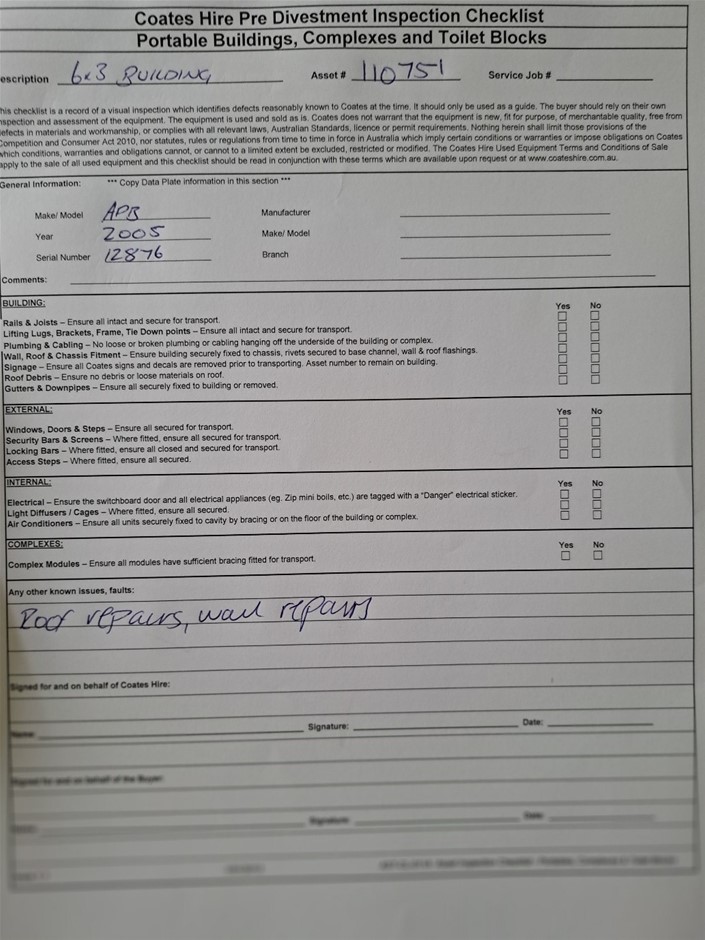 Coates Hire Pre Divestment Inspection Checklist
Portable Buildings, Complexes and Toilet Blocks
escription 6x3 BUILDING Asset # 110751 Service Job #
his checklist is a record of a visual inspection which identifies defects reasonably known to Coates at the time. It should only be used as a guide. The buyer should rely on their own
nspection and assessment of the equipment. The equipment is used and sold as is. Coates does not warrant that the equipment is new, fit for purpose, of merchantable quality, free from
efects in materials and workmanship, or complies with all relevant laws, Australian Standards, licence or permit requirements. Nothing herein shall limit those provisions of the
Competition and Consumer Act 2010, nor statutes, rules or regulations from time to time in force in Australia which imply certain conditions or warranties or impose obligations on Coates
which conditions, warranties and obligations cannot, or cannot to a limited extent be excluded, restricted or modified. The Coates Hire Used Equipment Terms and Conditions of Sale
apply to the sale of all used equipment and this checklist should be read in conjunction with these terms which are available upon request or at www.coateshire.com.au.
General Information: *** Copy Data Plate information in this section ***
Make/ Model APB Manufacturer
Year 2005 Make/ Model
Serial Number 12876 Branch
Comments:
BUILDING: Yes No
Rails & Joists – Ensure all intact and secure for transport.
Lifting Lugs, Brackets, Frame, Tie Down points – Ensure all intact and secure for transport.
Plumbing & Cabling – No loose or broken plumbing or cabling hanging off the underside of the building or complex.
Wall, Roof & Chassis Fitment – Ensure building securely fixed to chassis, rivets secured to base channel, wall & roof flashings.
Signage – Ensure all Coates signs and decals are removed prior to transporting. Asset number to remain on building.
Roof Debris – Ensure no debris or loose materials on roof.
Gutters & Downpipes – Ensure all securely fixed to building or removed.
EXTERNAL: Yes No
Windows, Doors & Steps – Ensure all secured for transport.
Security Bars & Screens – Where fitted, ensure all secured for transport.
Locking Bars – Where fitted, ensure all closed and secured for transport.
Access Steps – Where fitted, ensure all secured.
INTERNAL: Yes No
Electrical – Ensure the switchboard door and all electrical appliances (eg. Zip mini boils, etc.) are tagged with a "Danger" electrical sticker.
Light Diffusers / Cages – Where fitted, ensure all secured.
Air Conditioners – Ensure all units securely fixed to cavity by bracing or on the floor of the building or complex.
COMPLEXES: Yes No
Complex Modules – Ensure all modules have sufficient bracing fitted for transport.
Any other known issues, faults:
Roof repairs, wall repairs
Signed for and on behalf of Coates Hire:
Name: Signature: Date:
Signed for and on behalf of the Buyer:
Signature: Date: